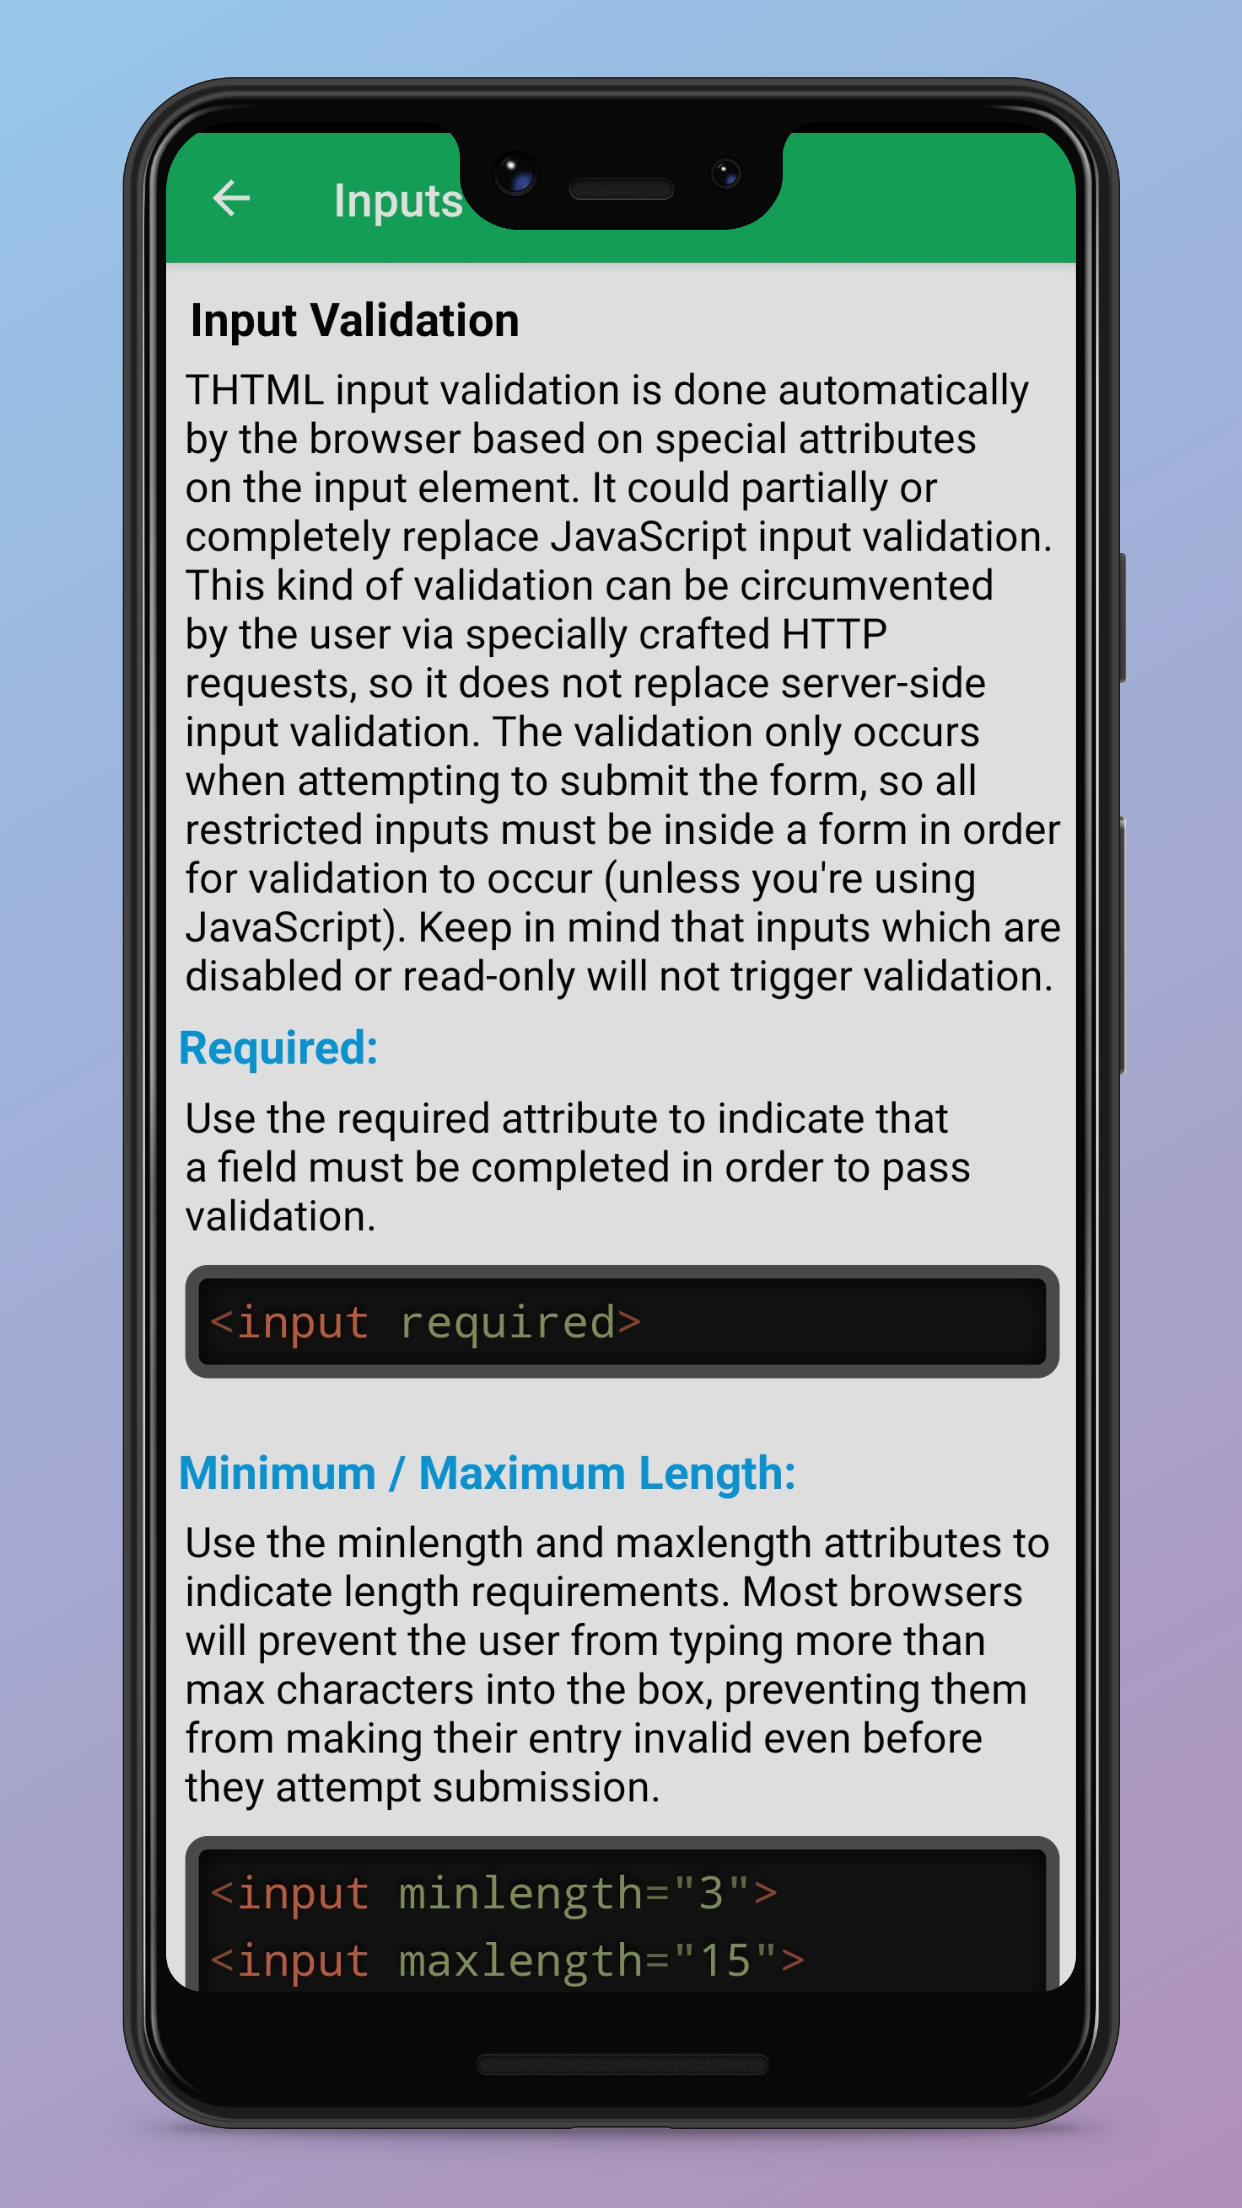 Inputs
Input Validation
THTML input validation is done automatically
by the browser based on special attributes
on the input element. It could partially or
completely replace JavaScript input validation.
This kind of validation can be circumvented
by the user via specially crafted HTTP
requests, so it does not replace server-side
input validation. The validation only occurs
when attempting to submit the form, so all
restricted inputs must be inside a form in order
for validation to occur (unless you're using
JavaScript). Keep in mind that inputs which are
disabled or read-only will not trigger validation.
Required:
Use the required attribute to indicate that
a field must be completed in order to pass
validation.
<input required>
Minimum / Maximum Length:
Use the minlength and maxlength attributes to
indicate length requirements. Most browsers
will prevent the user from typing more than
max characters into the box, preventing them
from making their entry invalid even before
they attempt submission.
<input minlength="3">
<input maxlength="15">